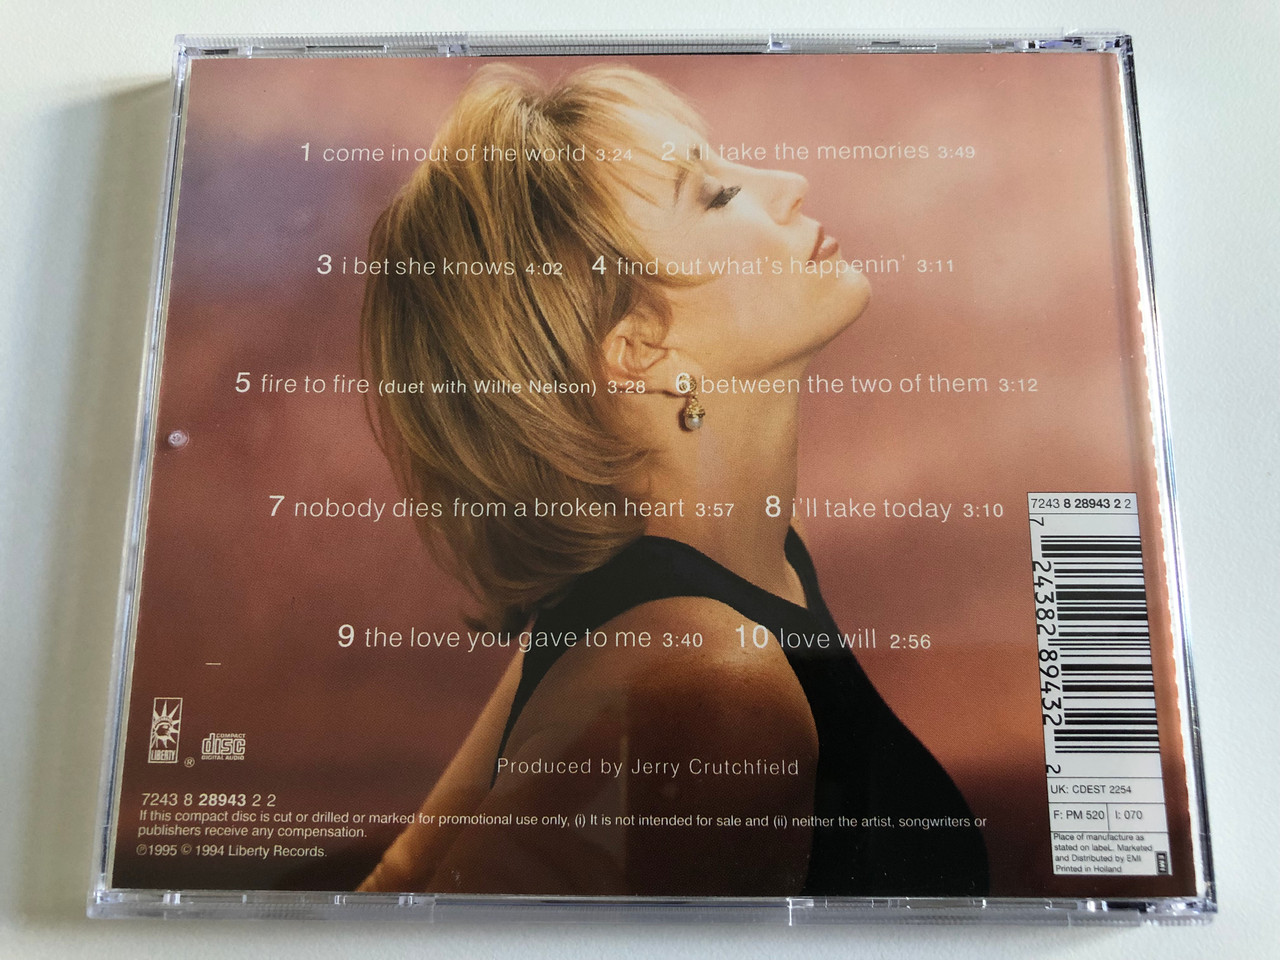 1 come in out of the world 3:24 2 i'll take the memories 3:49
3 i bet she knows 4:02 4 find out what's happenin' 3:11
5 fire to fire (duet with Willie Nelson) 3:28 6 between the two of them 3:12
7 nobody dies from a broken heart 3:57 8 i'll take today 3:10
9 the love you gave to me 3:40 10 love will 2:56
Produced by Jerry Crutchfield
LIBERTY
®
COMPACT
disc
DIGITAL AUDIO
7243 8 28943 2 2
If this compact disc is cut or drilled or marked for promotional use only, (i) It is not intended for sale and (ii) neither the artist, songwriters or
publishers receive any compensation.
℗1995 © 1994 Liberty Records.
7243 8 28943 2 2
7 24382 89432 2
UK: CDEST 2254
F: PM 520 I: 070
Place of manufacture as
stated on label. Marketed
and Distributed by EMI
Printed in Holland
EMI